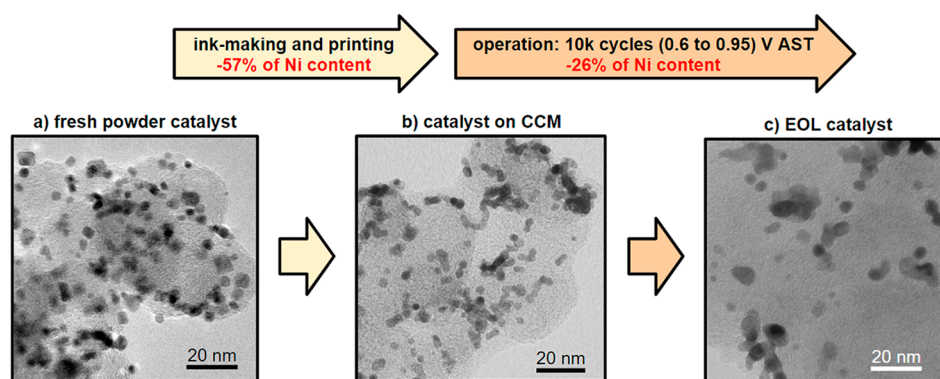 ink-making and printing
-57% of Ni content
operation: 10k cycles (0.6 to 0.95) V AST
-26% of Ni content
a) fresh powder catalyst
b) catalyst on CCM
c) EOL catalyst
20 nm
20 nm
20 nm